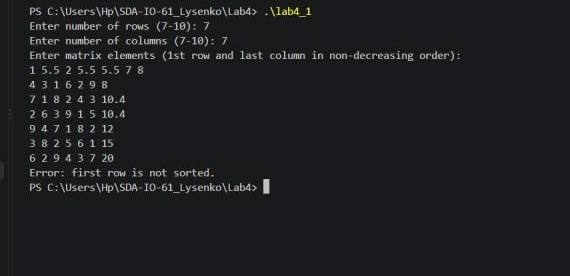 PS C:\Users\Hp\SDA-IO-61_Lysenko\Lab4> .\lab4_1
Enter number of rows (7-10): 7
Enter number of columns (7-10): 7
Enter matrix elements (1st row and last column in non-decreasing order):
1 5.5 2 5.5 5.5 7 8
4 3 1 6 2 9 8
7 1 8 2 4 3 10.4
2 6 3 9 1 5 10.4
9 4 7 1 8 2 12
3 8 2 5 6 1 15
6 2 9 4 3 7 20
Error: first row is not sorted.
PS C:\Users\Hp\SDA-IO-61_Lysenko\Lab4>